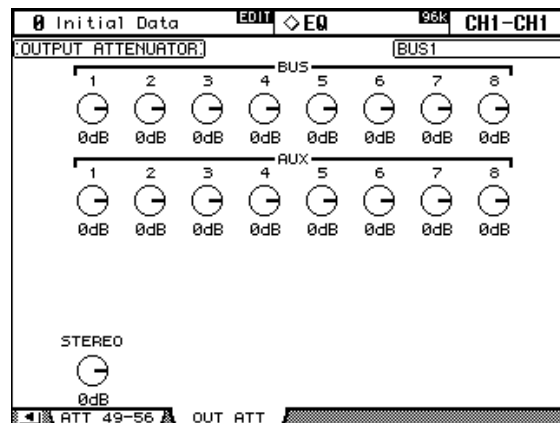 0 Initial Data EDIT ◇EQ 96k CH1-CH1
OUTPUT ATTENUATOR BUS1
BUS
1 2 3 4 5 6 7 8
0dB 0dB 0dB 0dB 0dB 0dB 0dB 0dB
AUX
1 2 3 4 5 6 7 8
0dB 0dB 0dB 0dB 0dB 0dB 0dB 0dB
STEREO
0dB
ATT 49-56 OUT ATT